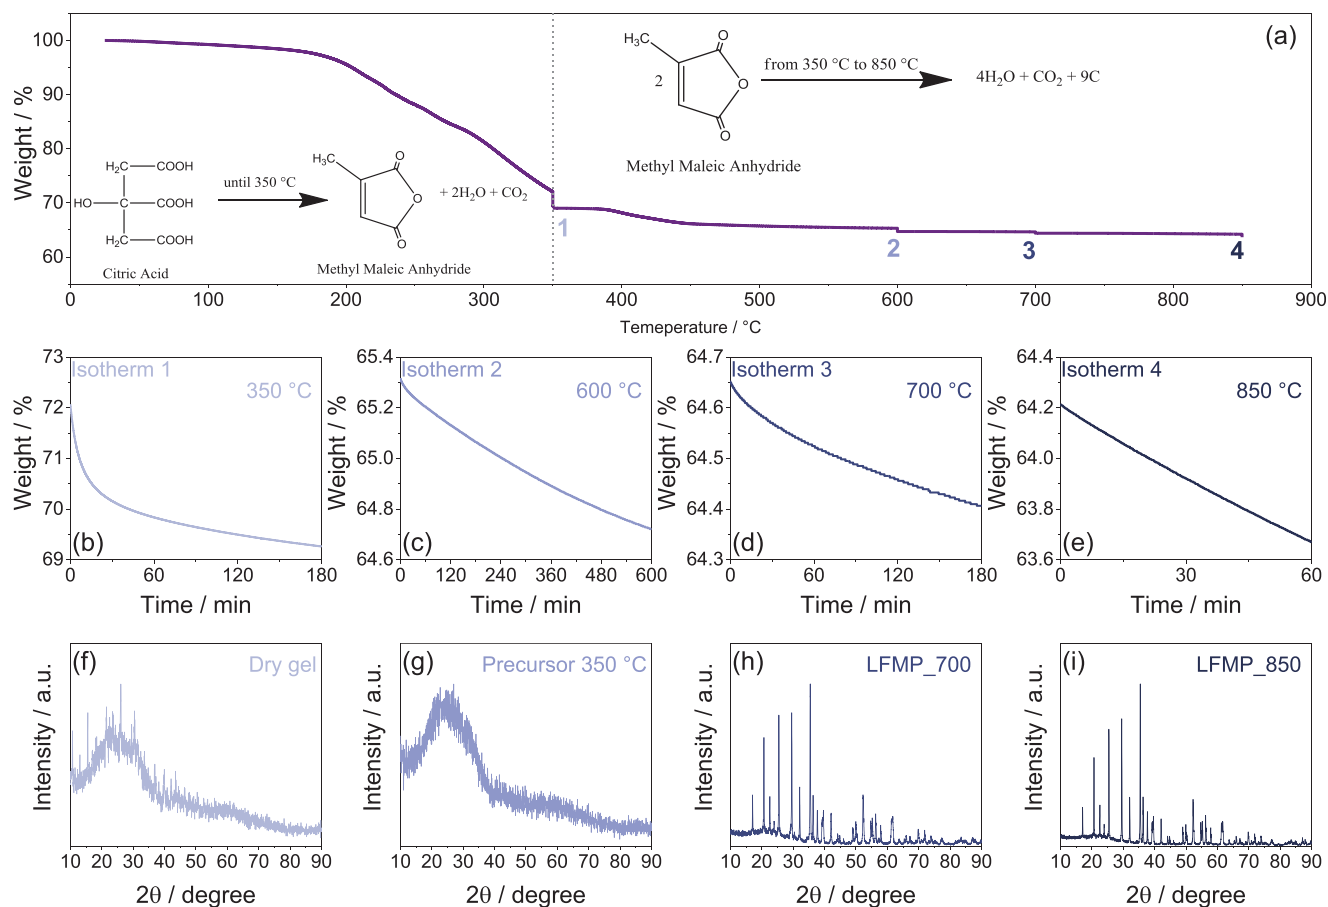 (a)
100
90
80
70
60
Weight / %
0
100
200
300
400
500
600
700
800
900
Temeperature / °C
H₂C
COOH
HO
C
COOH
H₂C
COOH
Citric Acid
until 350 °C
H₃C
O
O
O
Methyl Maleic Anhydride
+ 2H₂O + CO₂
2
H₃C
O
O
O
Methyl Maleic Anhydride
from 350 °C to 850 °C
4H₂O + CO₂ + 9C
1
2
3
4
Isotherm 1
350 °C
(b)
73
72
71
70
69
Weight / %
0
60
120
180
Time / min
Isotherm 2
600 °C
(c)
65.4
65.2
65.0
64.8
64.6
Weight / %
0
120
240
360
480
600
Time / min
Isotherm 3
700 °C
(d)
64.7
64.6
64.5
64.4
64.3
Weight / %
0
60
120
180
Time / min
Isotherm 4
850 °C
(e)
64.4
64.2
64.0
63.8
63.6
Weight / %
0
30
60
Time / min
(f)
Dry gel
Intensity / a.u.
10 20 30 40 50 60 70 80 90
2θ / degree
(g)
Precursor 350 °C
Intensity / a.u.
10 20 30 40 50 60 70 80 90
2θ / degree
(h)
LFMP_700
Intensity / a.u.
10 20 30 40 50 60 70 80 90
2θ / degree
(i)
LFMP_850
Intensity / a.u.
10 20 30 40 50 60 70 80 90
2θ / degree